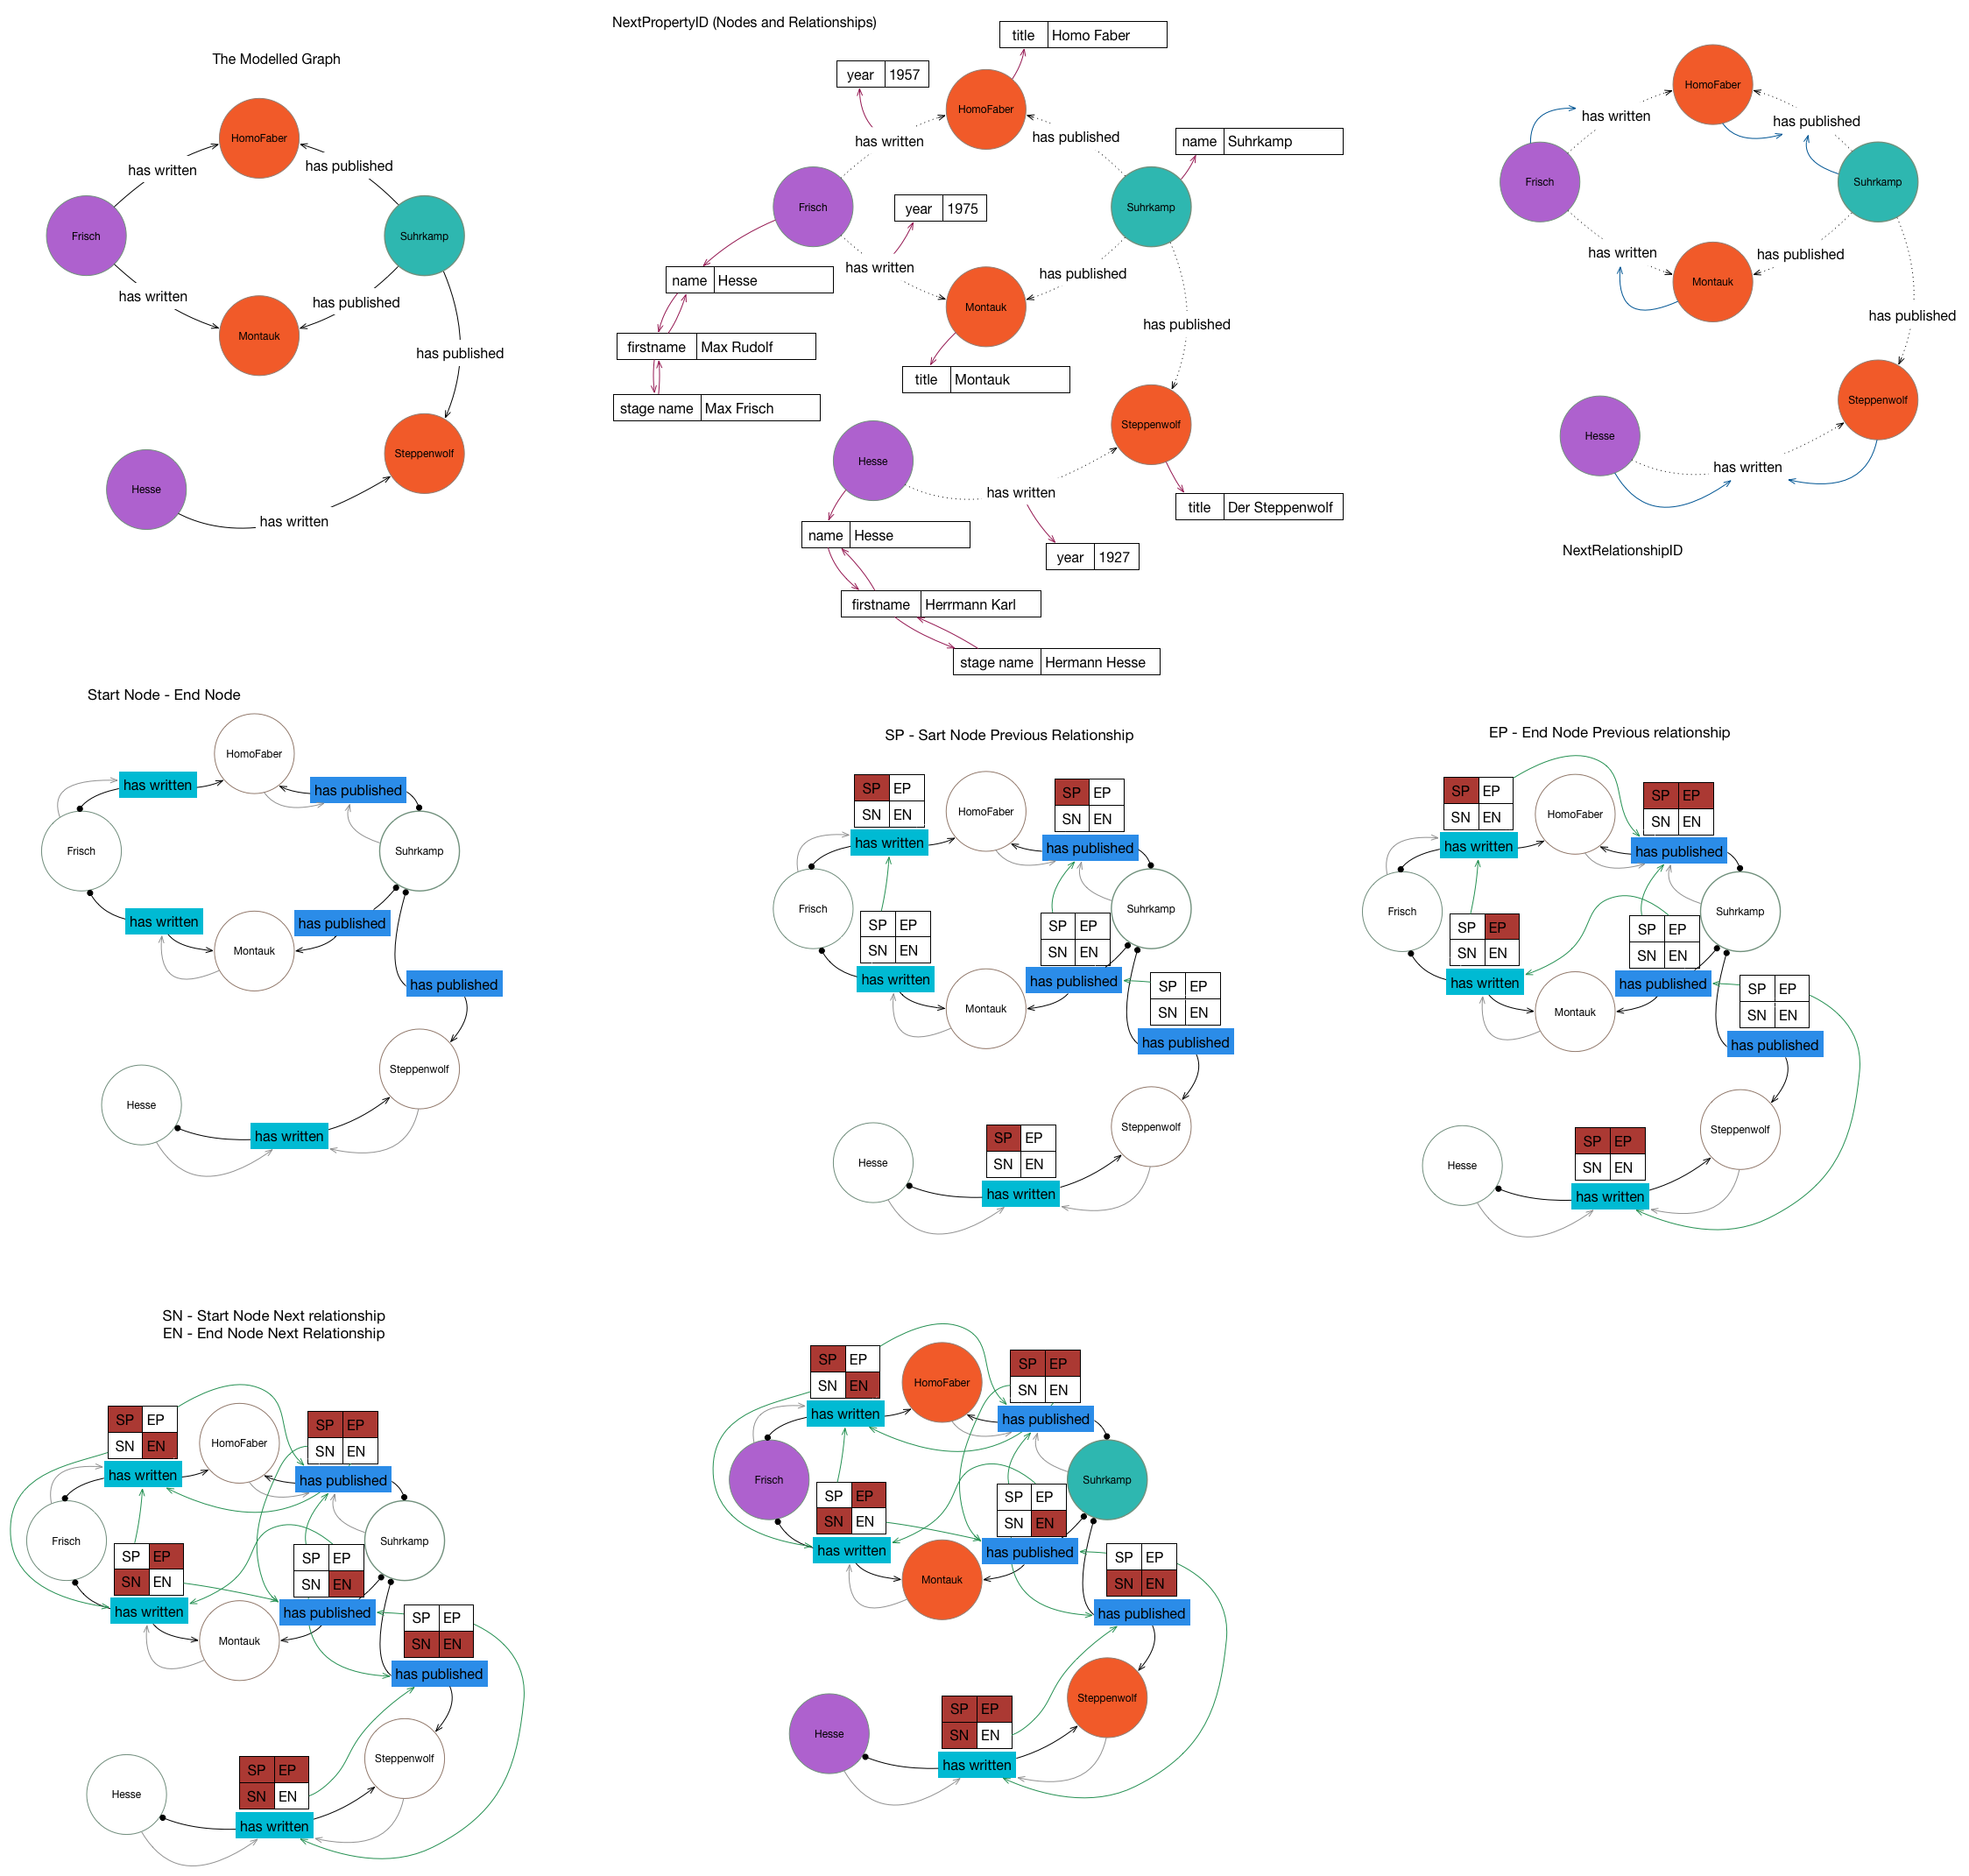 The Modelled Graph
HomoFaber
has written
has published
Frisch
Suhrkamp
has written
has published
Montauk
has published
Steppenwolf
Hesse
has written
NextPropertyID (Nodes and Relationships)
title Homo Faber
year 1957
HomoFaber
has published
has written
name Suhrkamp
Frisch
year 1975
Suhrkamp
has written
has published
name Hesse
Montauk
has published
firstname Max Rudolf
title Montauk
stage name Max Frisch
Steppenwolf
Hesse
has written
title Der Steppenwolf
name Hesse
year 1927
firstname Herrmann Karl
stage name Hermann Hesse
HomoFaber
has written
has published
Frisch
Suhrkamp
has written
has published
Montauk
has published
Steppenwolf
Hesse
has written
NextRelationshipID
Start Node - End Node
HomoFaber
has written
has published
Frisch
Suhrkamp
has written
has published
Montauk
has published
Steppenwolf
Hesse
has written
SP - Sart Node Previous Relationship
SP EP
SN EN
has written
HomoFaber
SP EP
SN EN
has published
Frisch
Suhrkamp
SP EP
SN EN
has written
SP EP
SN EN
has published
Montauk
SP EP
SN EN
has published
Steppenwolf
SP EP
SN EN
has written
Hesse
EP - End Node Previous relationship
SP EP
SN EN
has written
HomoFaber
SP EP
SN EN
has published
Frisch
Suhrkamp
SP EP
SN EN
has written
SP EP
SN EN
has published
Montauk
SP EP
SN EN
has published
Steppenwolf
SP EP
SN EN
has written
Hesse
SN - Start Node Next relationship
EN - End Node Next Relationship
SP EP
SN EN
has written
HomoFaber
SP EP
SN EN
has published
Frisch
Suhrkamp
SP EP
SN EN
has written
SP EP
SN EN
has published
Montauk
SP EP
SN EN
has published
Steppenwolf
SP EP
SN EN
has written
Hesse
SP EP
SN EN
has written
HomoFaber
SP EP
SN EN
has published
Frisch
Suhrkamp
SP EP
SN EN
has written
SP EP
SN EN
has published
Montauk
SP EP
SN EN
has published
Steppenwolf
SP EP
SN EN
has written
Hesse